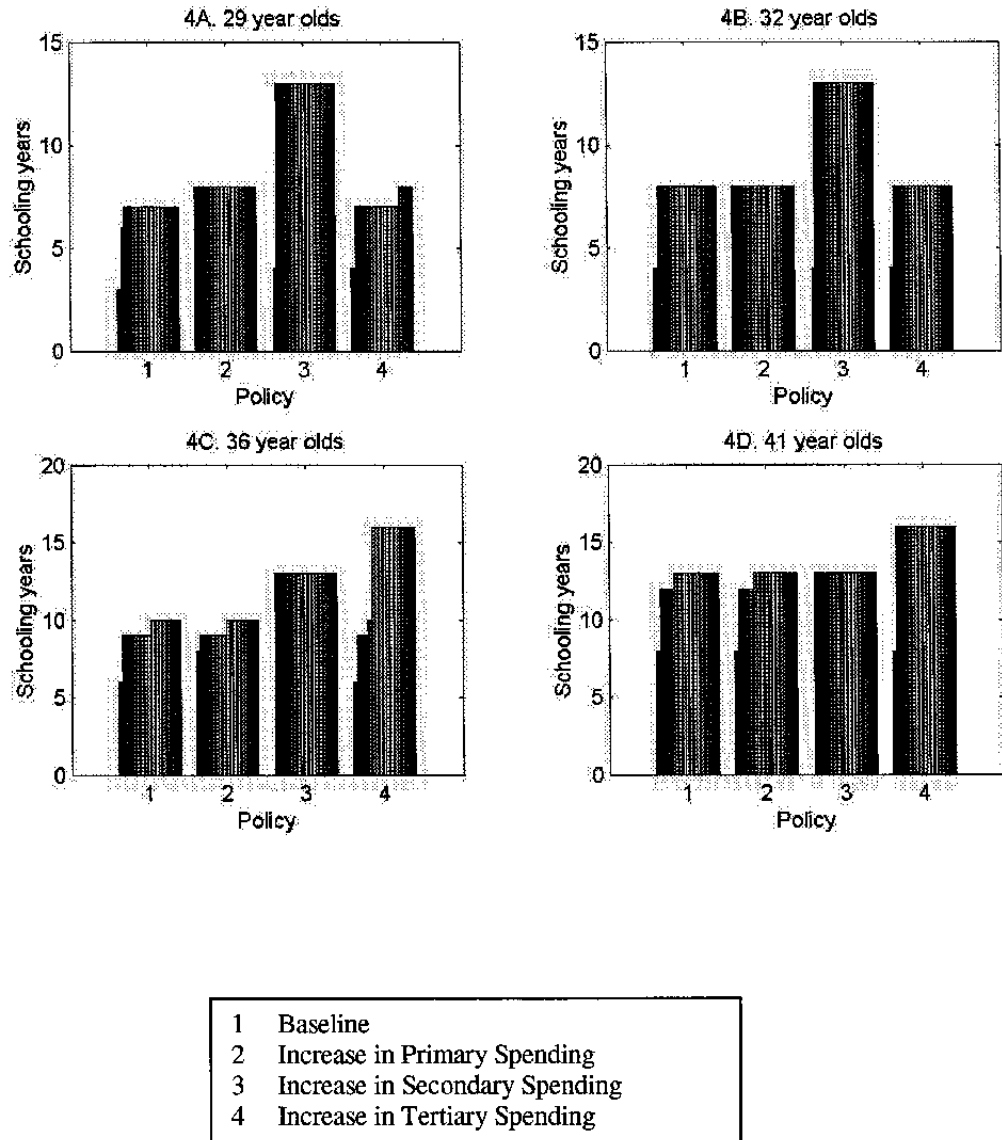 4A. 29 year olds
15
10
5
0
Schooling years
1 2 3 4
Policy
4B. 32 year olds
15
10
5
0
Schooling years
1 2 3 4
Policy
4C. 36 year olds
20
15
10
5
0
Schooling years
1 2 3 4
Policy
4D. 41 year olds
20
15
10
5
0
Schooling years
1 2 3 4
Policy
1 Baseline
2 Increase in Primary Spending
3 Increase in Secondary Spending
4 Increase in Tertiary Spending